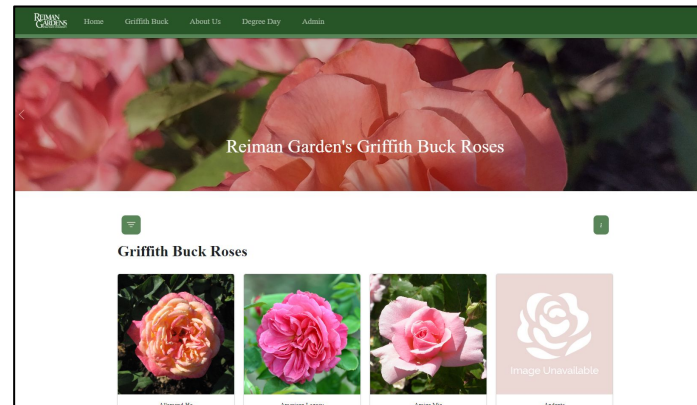 REIMAN
GARDENS
Home Griffith Buck About Us Degree Day Admin
Reiman Garden's Griffith Buck Roses
Griffith Buck Roses
Image Unavailable